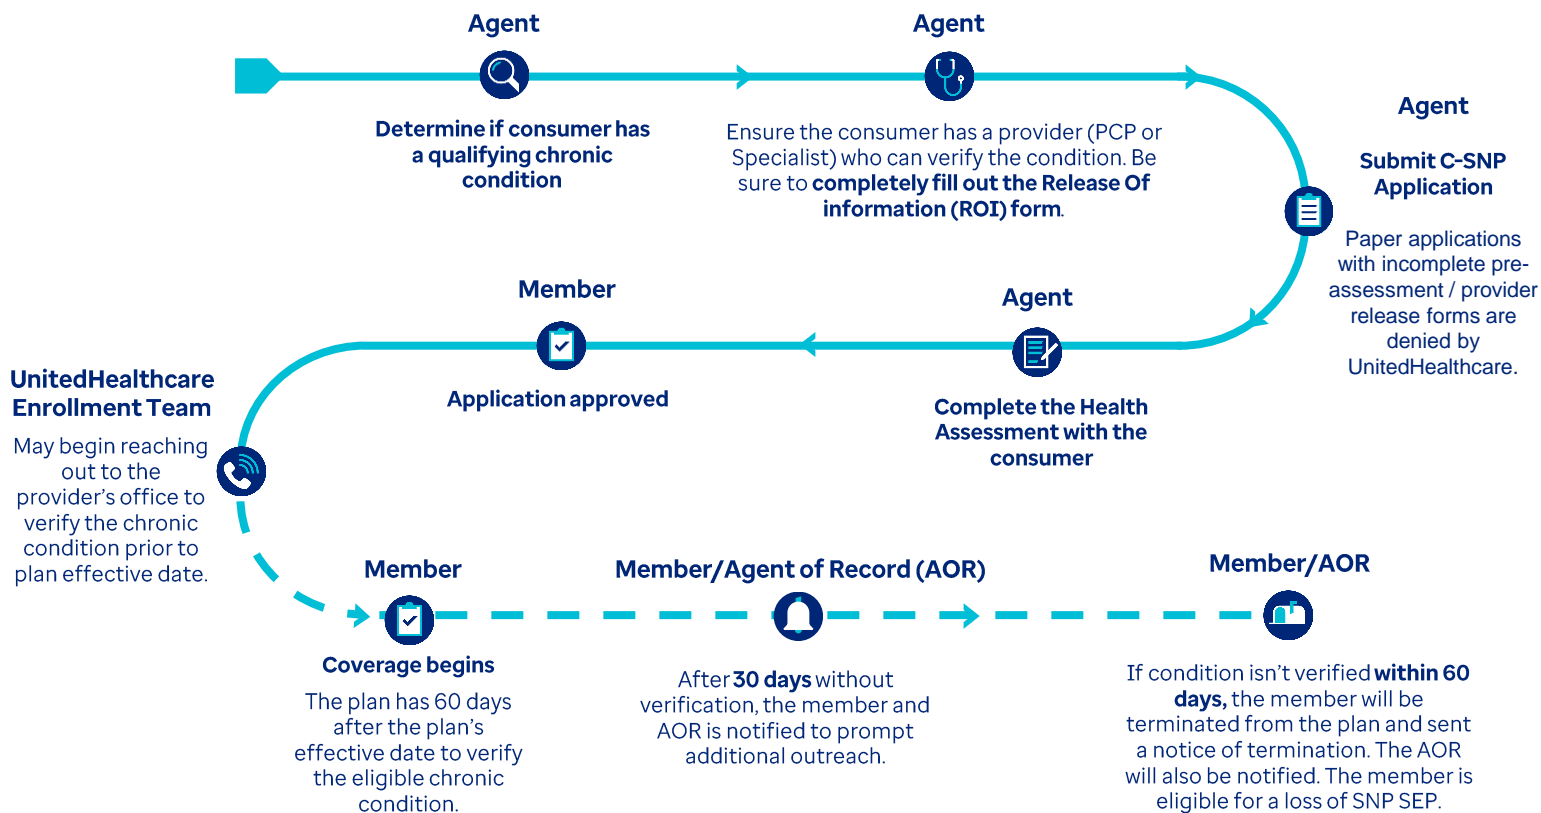 Agent
Determine if consumer has
a qualifying chronic
condition
Agent
Ensure the consumer has a provider (PCP or
Specialist) who can verify the condition. Be
sure to completely fill out the Release Of
information (ROI) form.
Agent
Submit C-SNP
Application
Paper applications
with incomplete pre-
assessment / provider
release forms are
denied by
UnitedHealthcare.
Agent
Complete the Health
Assessment with the
consumer
Member
Application approved
UnitedHealthcare
Enrollment Team
May begin reaching
out to the
provider’s office to
verify the chronic
condition prior to
plan effective date.
Member
Coverage begins
The plan has 60 days
after the plan’s
effective date to verify
the eligible chronic
condition.
Member/Agent of Record (AOR)
After 30 days without
verification, the member and
AOR is notified to prompt
additional outreach.
Member/AOR
If condition isn’t verified within 60
days, the member will be
terminated from the plan and sent
a notice of termination. The AOR
will also be notified. The member is
eligible for a loss of SNP SEP.